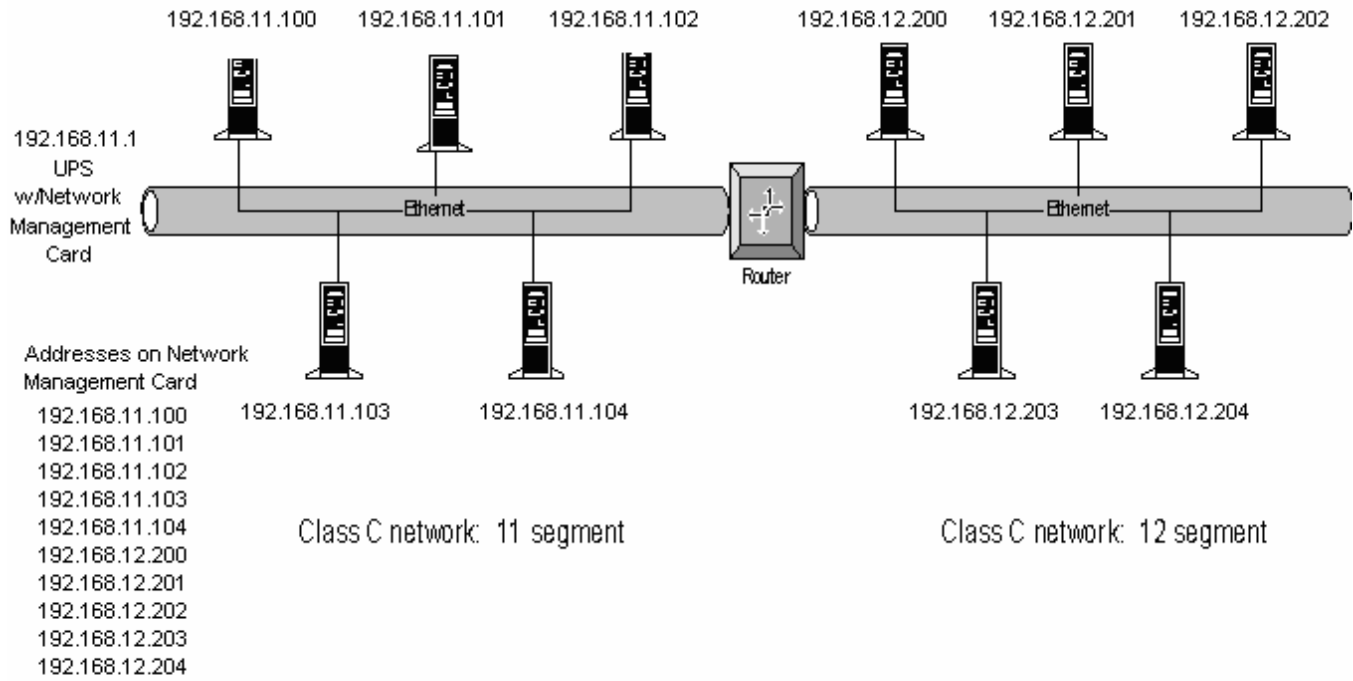 192.168.11.100
192.168.11.101
192.168.11.102
192.168.12.200
192.168.12.201
192.168.12.202
192.168.11.1
UPS
w/Network
Management
Card
Ethernet
Ethernet
Router
192.168.11.103
192.168.11.104
192.168.12.203
192.168.12.204
Addresses on Network
Management Card
192.168.11.100
192.168.11.101
192.168.11.102
192.168.11.103
192.168.11.104
192.168.12.200
192.168.12.201
192.168.12.202
192.168.12.203
192.168.12.204
Class C network: 11 segment
Class C network: 12 segment